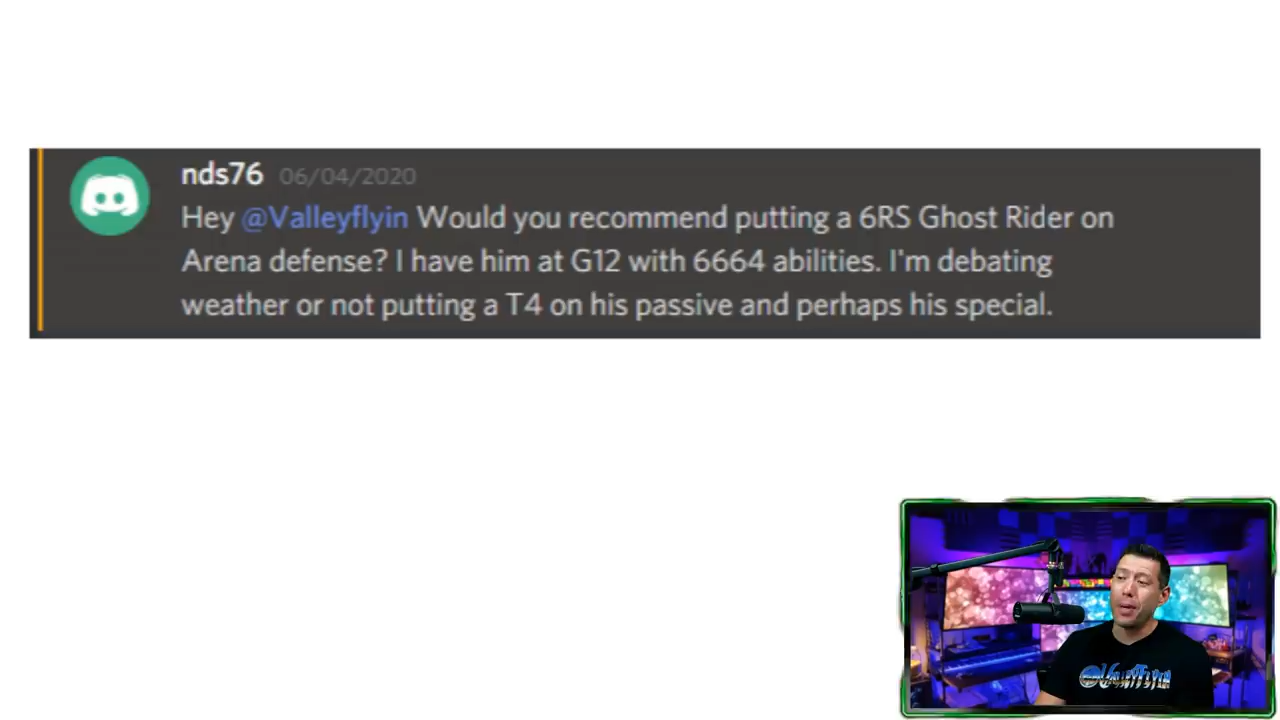 nds76 06/04/2020
Hey @Valleyflyin Would you recommend putting a 6RS Ghost Rider on
Arena defense? I have him at G12 with 6664 abilities. I'm debating
weather or not putting a T4 on his passive and perhaps his special.
VALLEYFLYIN